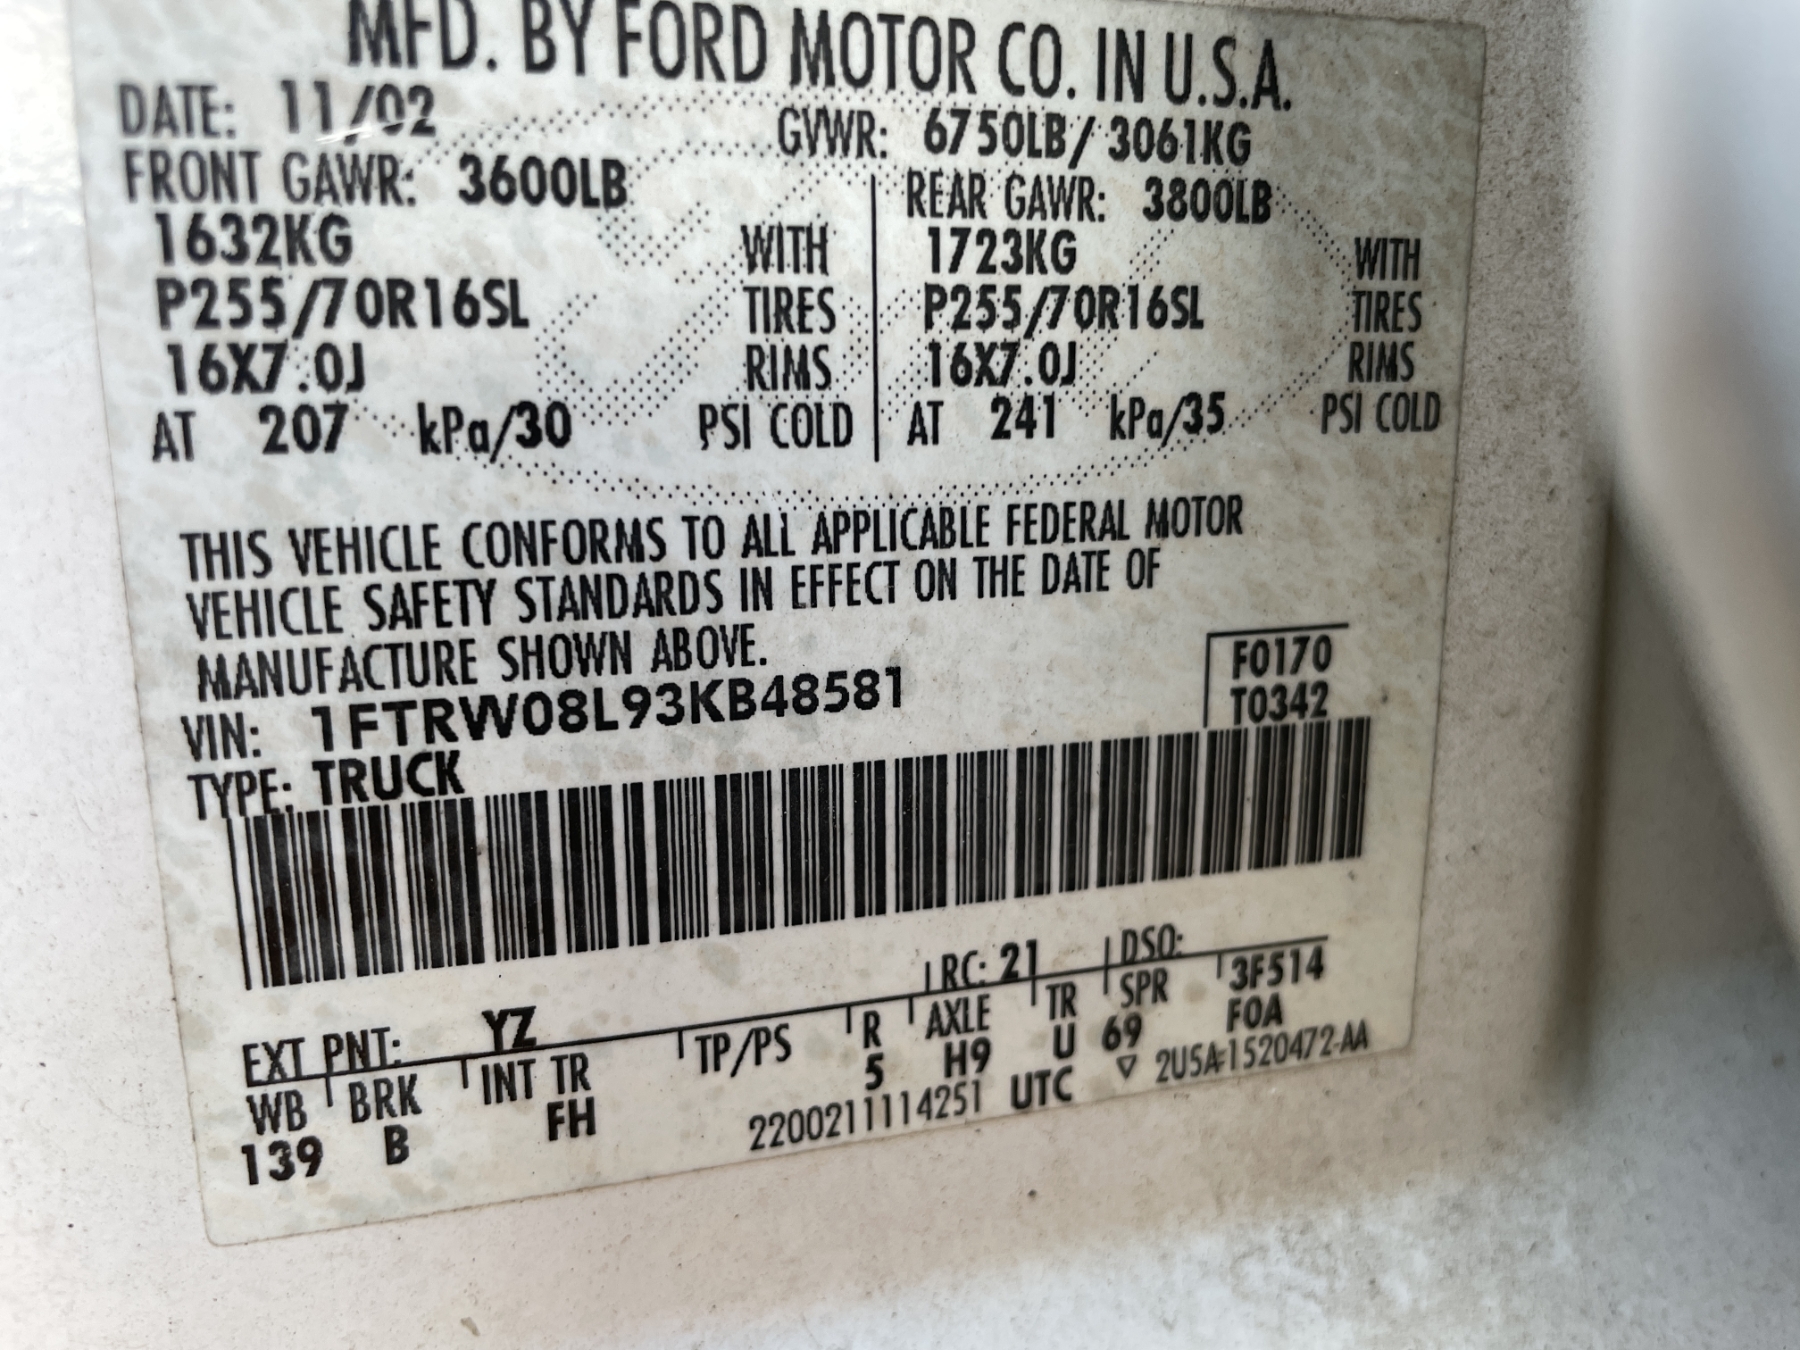 MFD. BY FORD MOTOR CO. IN U.S.A.
DATE: 11/02
GVWR: 6750LB/ 3061KG
FRONT GAWR: 3600LB
1632KG WITH
P255/70R16SL TIRES
16X7.0J RIMS
AT 207 kPa/30 PSI COLD
REAR GAWR: 3800LB
1723KG WITH
P255/70R16SL TIRES
16X7.0J RIMS
AT 241 kPa/35 PSI COLD
THIS VEHICLE CONFORMS TO ALL APPLICABLE FEDERAL MOTOR
VEHICLE SAFETY STANDARDS IN EFFECT ON THE DATE OF
MANUFACTURE SHOWN ABOVE.
VIN: 1FTRW08L93KB48581
TYPE: TRUCK
F0170
T0342
EXT PNT: YZ RC: 21 DSO:
WB BRK INT TR TP/PS R AXLE TR SPR 3F514
139 B FH 5 H9 U 69 FOA
2200211114251 UTC ▽ 2U5A-1520472-AA